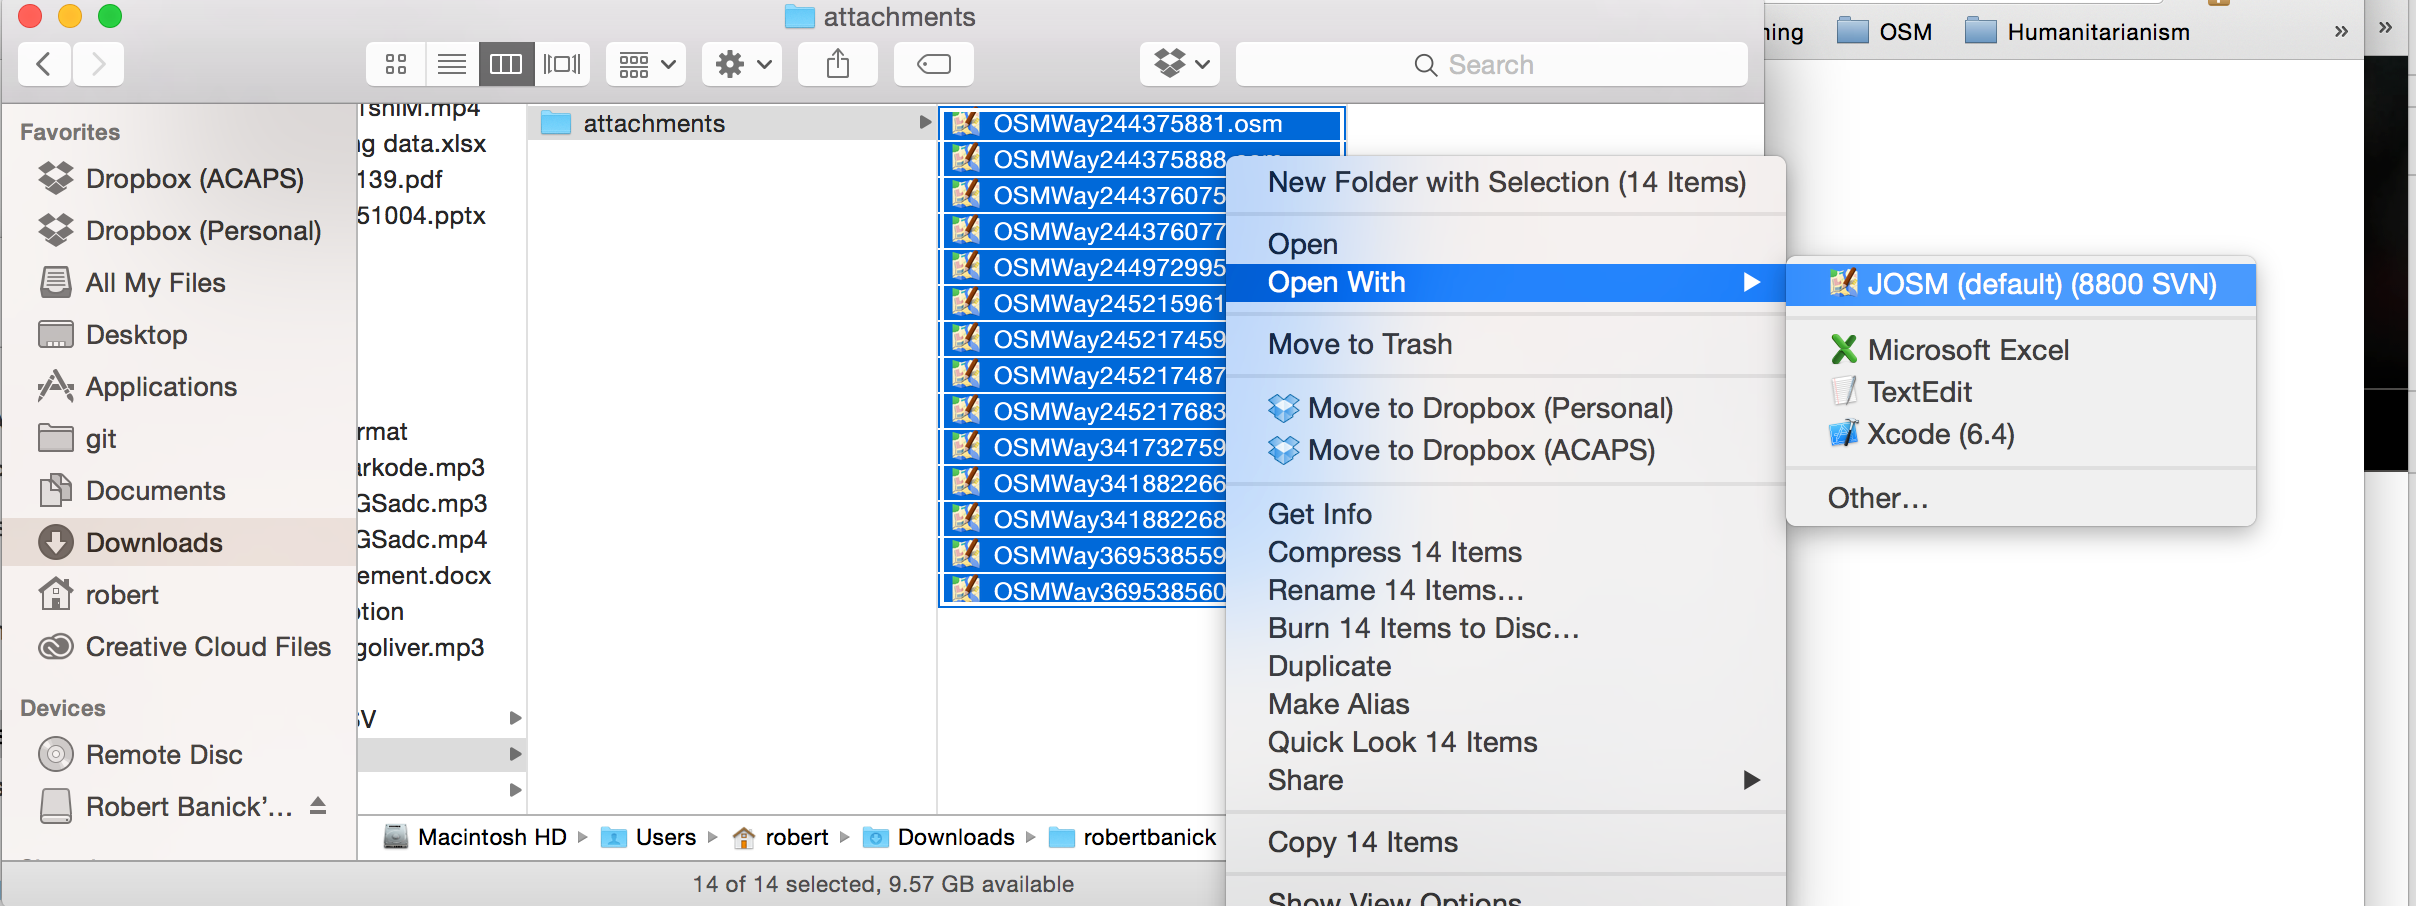 attachments
Search
ning
OSM
Humanitarianism
»
»
Favorites
Dropbox (ACAPS)
Dropbox (Personal)
All My Files
Desktop
Applications
git
Documents
Downloads
robert
Creative Cloud Files
Devices
Remote Disc
Robert Banick’...
TshiM.mp4
ng data.xlsx
139.pdf
51004.pptx
rmat
arkode.mp3
GSadc.mp3
GSadc.mp4
ement.docx
tion
goliver.mp3
SV
attachments
OSMWay244375881.osm
OSMWay244375888.osm
OSMWay244376075
OSMWay244376077
OSMWay244972995
OSMWay245215961
OSMWay245217459
OSMWay245217487
OSMWay245217683
OSMWay341732759
OSMWay341882266
OSMWay341882268
OSMWay369538559
OSMWay369538560
New Folder with Selection (14 Items)
Open
Open With
Move to Trash
Move to Dropbox (Personal)
Move to Dropbox (ACAPS)
Get Info
Compress 14 Items
Rename 14 Items...
Burn 14 Items to Disc...
Duplicate
Make Alias
Quick Look 14 Items
Share
Copy 14 Items
Show View Options
JOSM (default) (8800 SVN)
Microsoft Excel
TextEdit
Xcode (6.4)
Other...
Macintosh HD
Users
robert
Downloads
robertbanick
14 of 14 selected, 9.57 GB available